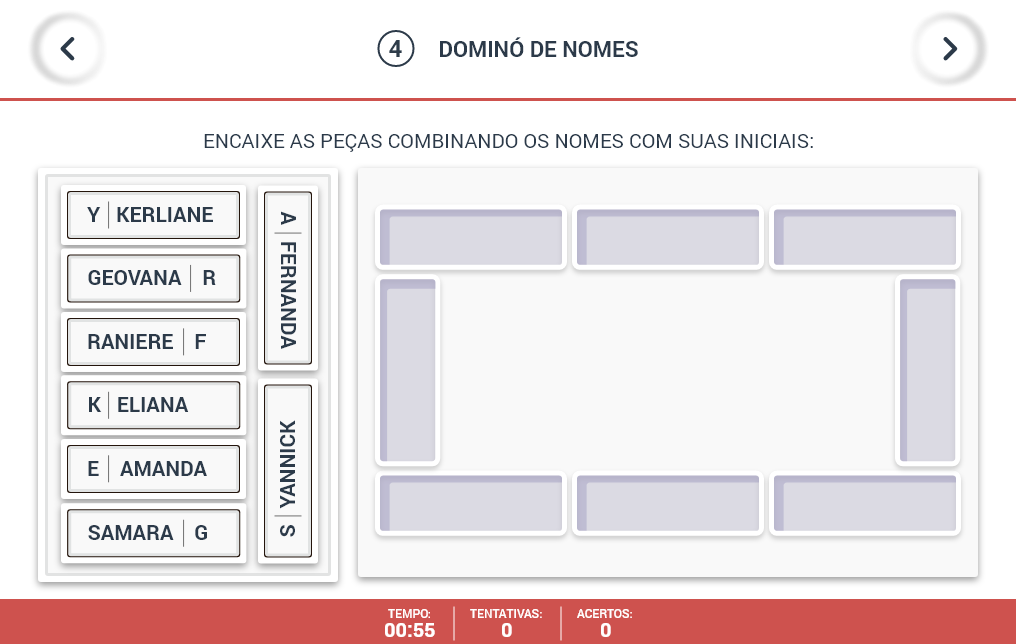 4 DOMINÓ DE NOMES
ENCAIXE AS PEÇAS COMBINANDO OS NOMES COM SUAS INICIAIS:
Y | KERLIANE
GEOVANA | R
RANIERE | F
K | ELIANA
E | AMANDA
SAMARA | G
A | FERNANDA
S | YANNICK
TEMPO:
00:55
TENTATIVAS:
0
ACERTOS:
0